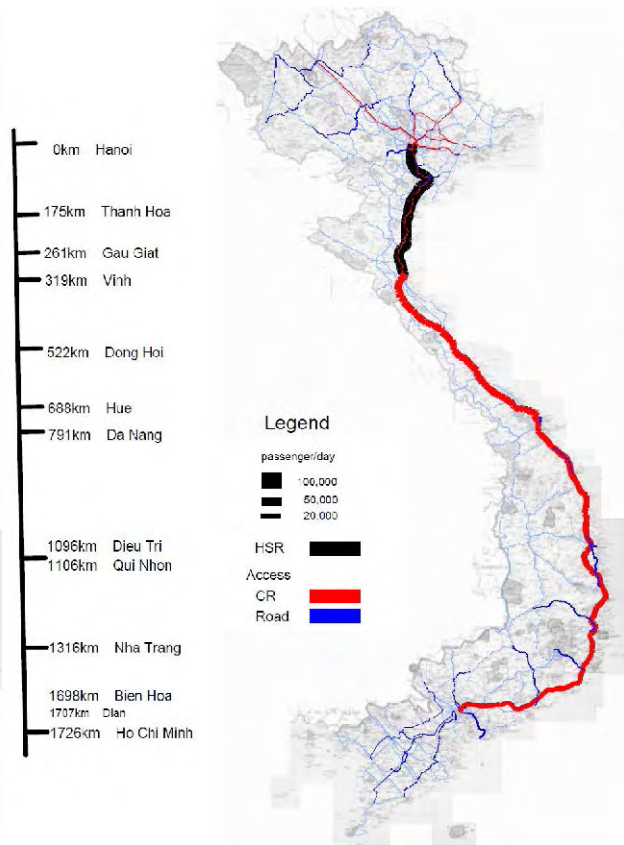 0km Hanoi
175km Thanh Hoa
261km Gau Giat
319km Vinh
522km Dong Hoi
688km Hue
791km Da Nang
1096km Dieu Tri
1106km Qui Nhon
1316km Nha Trang
1698km Bien Hoa
1707km Dian
1726km Ho Chi Minh
Legend
passenger/day
100,000
50,000
20,000
HSR
Access
CR
Road